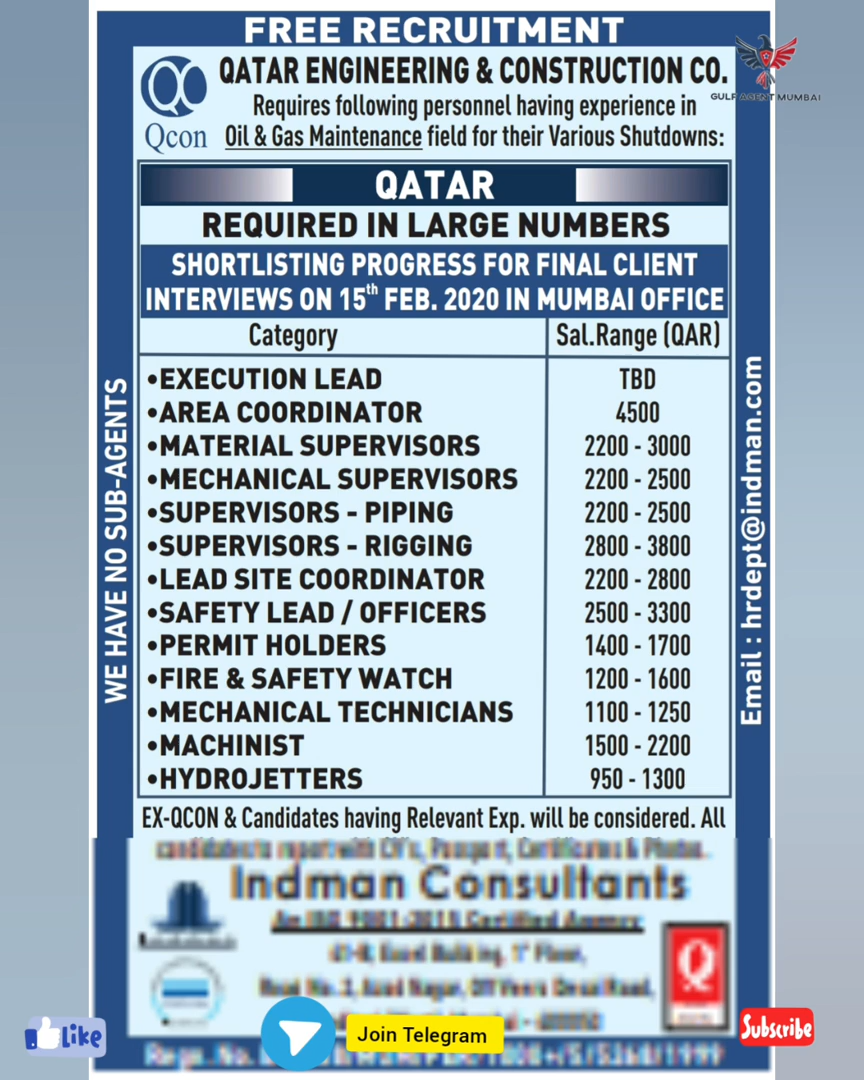 FREE RECRUITMENT
Qcon
QATAR ENGINEERING & CONSTRUCTION CO.
GULF AGENT MUMBAI
Requires following personnel having experience in
Oil & Gas Maintenance field for their Various Shutdowns:
QATAR
REQUIRED IN LARGE NUMBERS
SHORTLISTING PROGRESS FOR FINAL CLIENT
INTERVIEWS ON 15th FEB. 2020 IN MUMBAI OFFICE
Category Sal.Range (QAR)
•EXECUTION LEAD TBD
•AREA COORDINATOR 4500
•MATERIAL SUPERVISORS 2200 - 3000
•MECHANICAL SUPERVISORS 2200 - 2500
•SUPERVISORS - PIPING 2200 - 2500
•SUPERVISORS - RIGGING 2800 - 3800
•LEAD SITE COORDINATOR 2200 - 2800
•SAFETY LEAD / OFFICERS 2500 - 3300
•PERMIT HOLDERS 1400 - 1700
•FIRE & SAFETY WATCH 1200 - 1600
•MECHANICAL TECHNICIANS 1100 - 1250
•MACHINIST 1500 - 2200
•HYDROJETTERS 950 - 1300
WE HAVE NO SUB-AGENTS
Email : hrdept@indman.com
EX-QCON & Candidates having Relevant Exp. will be considered. All
Indman Consultants
Like
Join Telegram
Subscribe